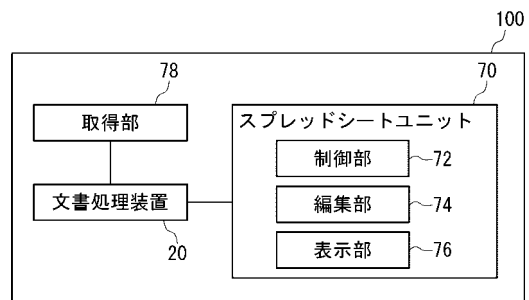 100
78
70
取得部
スプレッドシートユニット
制御部
72
文書処理装置
編集部
74
20
表示部
76